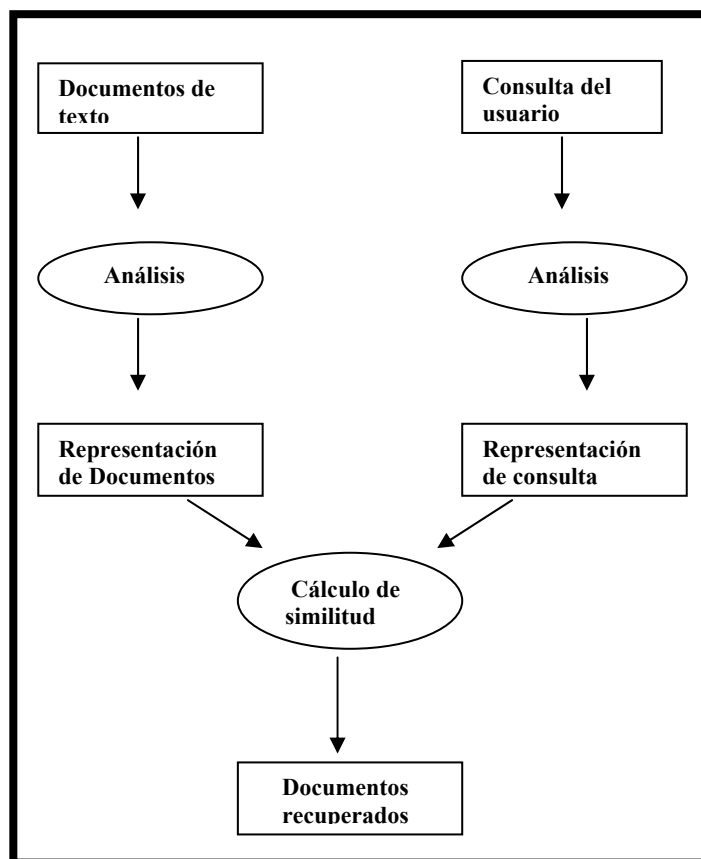 Documentos de
texto
Consulta del
usuario
Análisis
Análisis
Representación
de Documentos
Representación
de consulta
Cálculo de
similitud
Documentos
recuperados